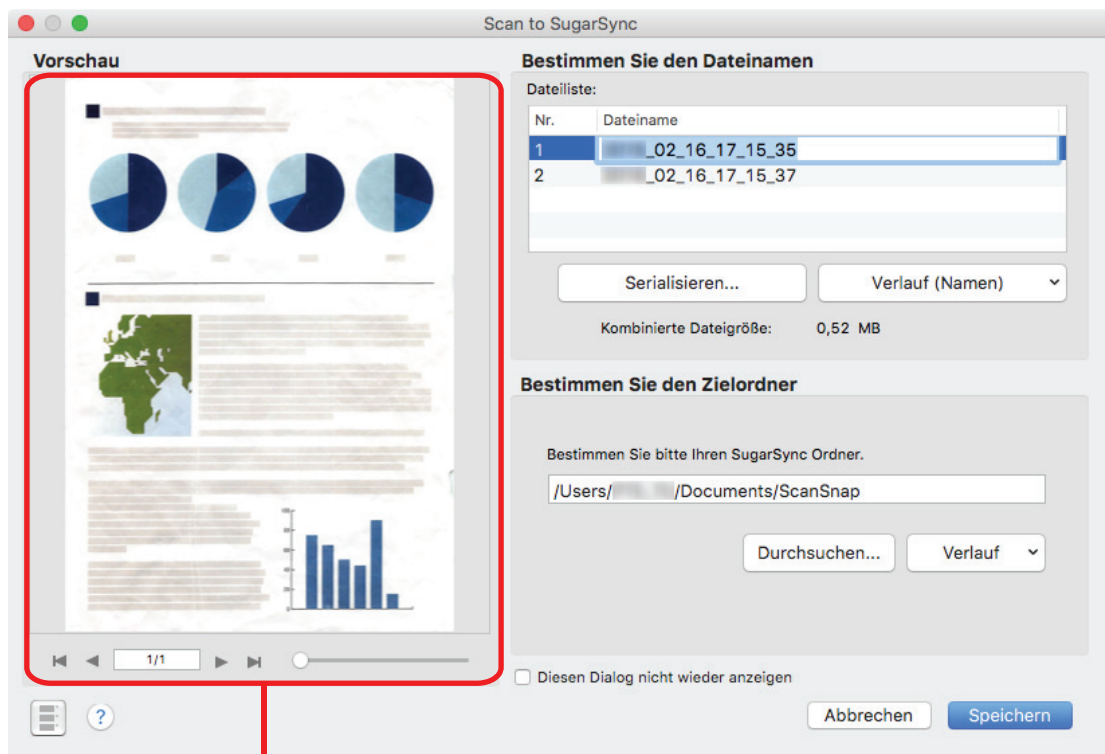 Scan to SugarSync
Vorschau
1/1
Bestimmen Sie den Dateinamen
Dateiliste:
Nr. Dateiname
1 _02_16_17_15_35
2 _02_16_17_15_37
Serialisieren... Verlauf (Namen)
Kombinierte Dateigröße: 0,52 MB
Bestimmen Sie den Zielordner
Bestimmen Sie bitte Ihren SugarSync Ordner.
/Users/ /Documents/ScanSnap
Durchsuchen... Verlauf
Diesen Dialog nicht wieder anzeigen
? Abbrechen Speichern